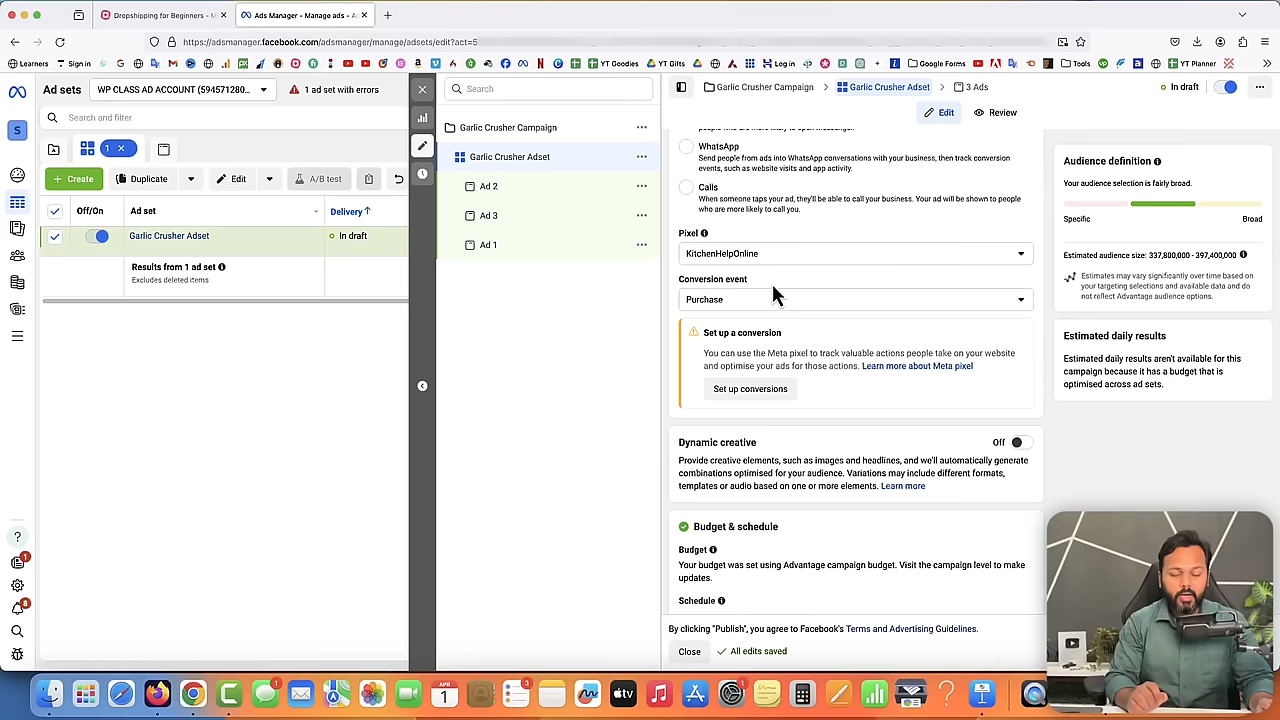 Dropshipping for Beginners - M
Ads Manager - Manage ads - A
https://adsmanager.facebook.com/adsmanager/manage/adsets/edit?act=5
Learners
Sign in
YT Goodies
YT Gifts
Log in
Google Forms
Tools
YT Planner
Ad sets
WP CLASS AD ACCOUNT (594571280...
1 ad set with errors
Search and filter
1
Create
Duplicate
Edit
A/B test
Off/On
Ad set
Delivery
Garlic Crusher Adset
In draft
Results from 1 ad set
Excludes deleted items
S
Search
Garlic Crusher Campaign
Garlic Crusher Adset
Ad 2
Ad 3
Ad 1
Garlic Crusher Campaign
Garlic Crusher Adset
3 Ads
In draft
Edit
Review
WhatsApp
Send people from ads into WhatsApp conversations with your business, then track conversion
events, such as website visits and app activity.
Calls
When someone taps your ad, they'll be able to call your business. Your ad will be shown to people
who are more likely to call you.
Pixel
KitchenHelpOnline
Conversion event
Purchase
Set up a conversion
You can use the Meta pixel to track valuable actions people take on your website
and optimise your ads for those actions. Learn more about Meta pixel
Set up conversions
Dynamic creative
Off
Provide creative elements, such as images and headlines, and we'll automatically generate
combinations optimised for your audience. Variations may include different formats,
templates or audio based on one or more elements. Learn more
Budget & schedule
Budget
Your budget was set using Advantage campaign budget. Visit the campaign level to make
updates.
Schedule
By clicking "Publish", you agree to Facebook's Terms and Advertising Guidelines.
Close
All edits saved
Audience definition
Your audience selection is fairly broad.
Specific
Broad
Estimated audience size: 337,800,000 - 397,400,000
Estimates may vary significantly over time based on
your targeting selections and available data and do
not reflect Advantage audience options.
Estimated daily results
Estimated daily results aren't available for this
campaign because it has a budget that is
optimised across ad sets.
APR
1
tv